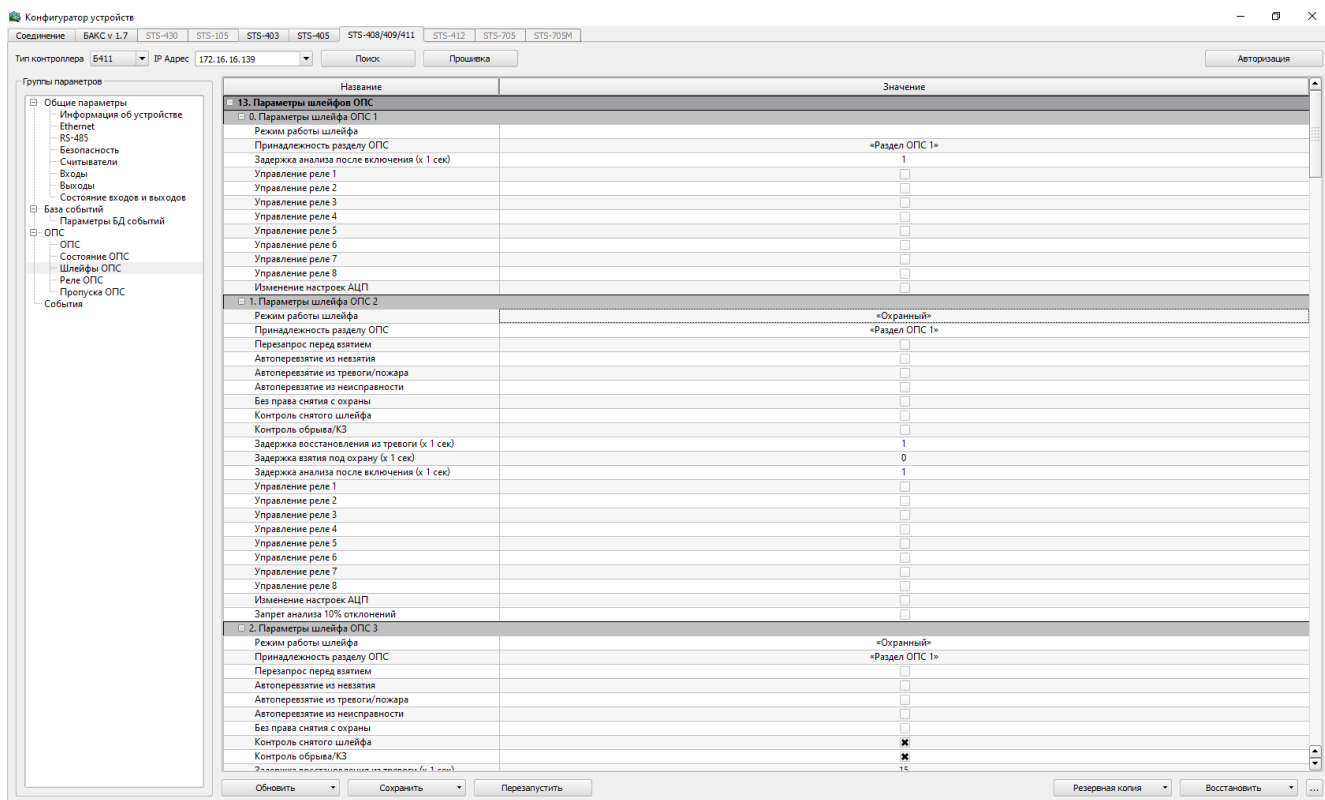 Конфигуратор устройств
Соединение БАКС v 1.7 STS-430 STS-105 STS-403 STS-405 STS-408/409/411 STS-412 STS-705 STS-705M
Тип контроллера Б411 IP Адрес 172.16.16.139 Поиск Прошивка Авторизация
Группы параметров
Общие параметры
Информация об устройстве
Ethernet
RS-485
Безопасность
Считыватели
Входы
Выходы
Состояние входов и выходов
База событий
Параметры БД событий
ОПС
ОПС
Состояние ОПС
Шлейфы ОПС
Реле ОПС
Пропуска ОПС
События
Название Значение
13. Параметры шлейфов ОПС
0. Параметры шлейфа ОПС 1
Режим работы шлейфа
Принадлежность разделу ОПС «Раздел ОПС 1»
Задержка анализа после включения (x 1 сек) 1
Управление реле 1
Управление реле 2
Управление реле 3
Управление реле 4
Управление реле 5
Управление реле 6
Управление реле 7
Управление реле 8
Изменение настроек АЦП
1. Параметры шлейфа ОПС 2
Режим работы шлейфа «Охранный»
Принадлежность разделу ОПС «Раздел ОПС 1»
Перезапрос перед взятием
Автоперевзятие из невзятия
Автоперевзятие из тревоги/пожара
Автоперевзятие из неисправности
Без права снятия с охраны
Контроль снятого шлейфа
Контроль обрыва/КЗ
Задержка восстановления из тревоги (x 1 сек) 1
Задержка взятия под охрану (x 1 сек) 0
Задержка анализа после включения (x 1 сек) 1
Управление реле 1
Управление реле 2
Управление реле 3
Управление реле 4
Управление реле 5
Управление реле 6
Управление реле 7
Управление реле 8
Изменение настроек АЦП
Запрет анализа 10% отклонений
2. Параметры шлейфа ОПС 3
Режим работы шлейфа «Охранный»
Принадлежность разделу ОПС «Раздел ОПС 1»
Перезапрос перед взятием
Автоперевзятие из невзятия
Автоперевзятие из тревоги/пожара
Автоперевзятие из неисправности
Без права снятия с охраны
Контроль снятого шлейфа
Контроль обрыва/КЗ
Задержка восстановления из тревоги (x 1 сек) 15
Обновить Сохранить Перезапустить Резервная копия Восстановить ...